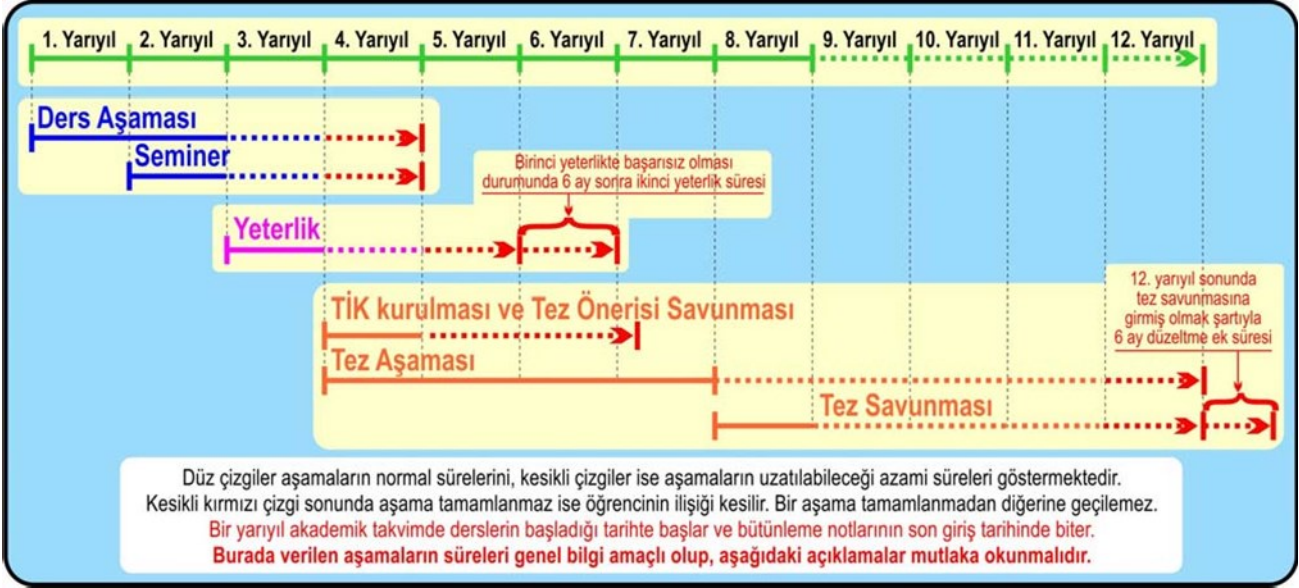 1. Yarıyıl 2. Yarıyıl 3. Yarıyıl 4. Yarıyıl 5. Yarıyıl 6. Yarıyıl 7. Yarıyıl 8. Yarıyıl 9. Yarıyıl 10. Yarıyıl 11. Yarıyıl 12. Yarıyıl
Ders Aşaması
Seminer
Birinci yeterlikte başarısız olması
durumunda 6 ay sonra ikinci yeterlik süresi
Yeterlik
TİK kurulması ve Tez Önerisi Savunması
Tez Aşaması
12. yarıyıl sonunda
tez savunmasına
girmiş olmak şartıyla
6 ay düzeltme ek süresi
Tez Savunması
Düz çizgiler aşamaların normal sürelerini, kesikli çizgiler ise aşamaların uzatılabileceği azami süreleri göstermektedir.
Kesikli kırmızı çizgi sonunda aşama tamamlanmaz ise öğrencinin ilişiği kesilir. Bir aşama tamamlanmadan diğerine geçilemez.
Bir yarıyıl akademik takvimde derslerin başladığı tarihte başlar ve bütünleme notlarının son giriş tarihinde biter.
Burada verilen aşamaların süreleri genel bilgi amaçlı olup, aşağıdaki açıklamalar mutlaka okunmalıdır.